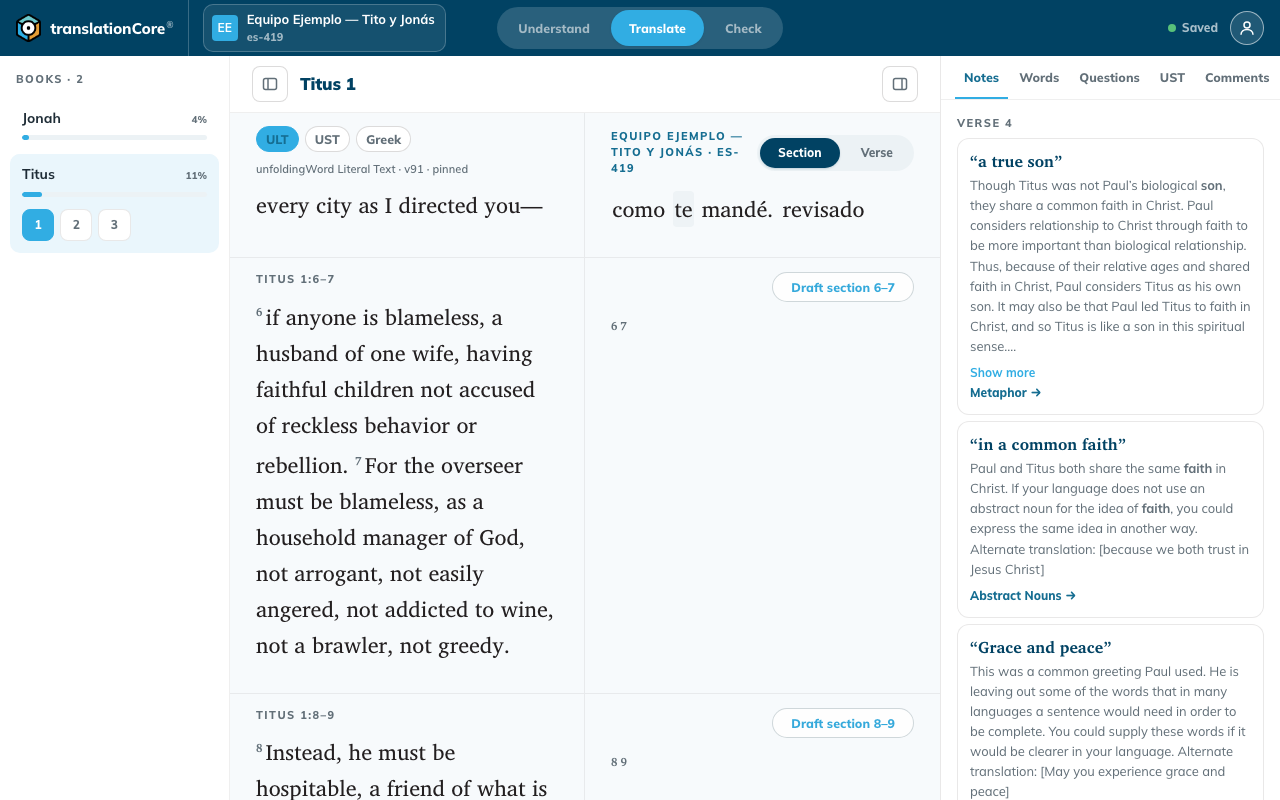 translationCore®
EE
Equipo Ejemplo — Tito y Jonás
es-419
Understand
Translate
Check
Saved
BOOKS · 2
Jonah
4%
Titus
11%
1
2
3
Titus 1
ULT
UST
Greek
unfoldingWord Literal Text · v91 · pinned
every city as I directed you—
EQUIPO EJEMPLO —
TITO Y JONÁS · ES-
419
Section
Verse
como te mandé. revisado
TITUS 1:6–7
6 if anyone is blameless, a
husband of one wife, having
faithful children not accused
of reckless behavior or
rebellion. 7 For the overseer
must be blameless, as a
household manager of God,
not arrogant, not easily
angered, not addicted to wine,
not a brawler, not greedy.
Draft section 6–7
6 7
TITUS 1:8–9
8 Instead, he must be
hospitable, a friend of what is
Draft section 8–9
8 9
Notes
Words
Questions
UST
Comments
VERSE 4
“a true son”
Though Titus was not Paul’s biological son,
they share a common faith in Christ. Paul
considers relationship to Christ through faith to
be more important than biological relationship.
Thus, because of their relative ages and shared
faith in Christ, Paul considers Titus as his own
son. It may also be that Paul led Titus to faith in
Christ, and so Titus is like a son in this spiritual
sense....
Show more
Metaphor →
“in a common faith”
Paul and Titus both share the same faith in
Christ. If your language does not use an
abstract noun for the idea of faith, you could
express the same idea in another way.
Alternate translation: [because we both trust in
Jesus Christ]
Abstract Nouns →
“Grace and peace”
This was a common greeting Paul used. He is
leaving out some of the words that in many
languages a sentence would need in order to
be complete. You could supply these words if it
would be clearer in your language. Alternate
translation: [May you experience grace and
peace]